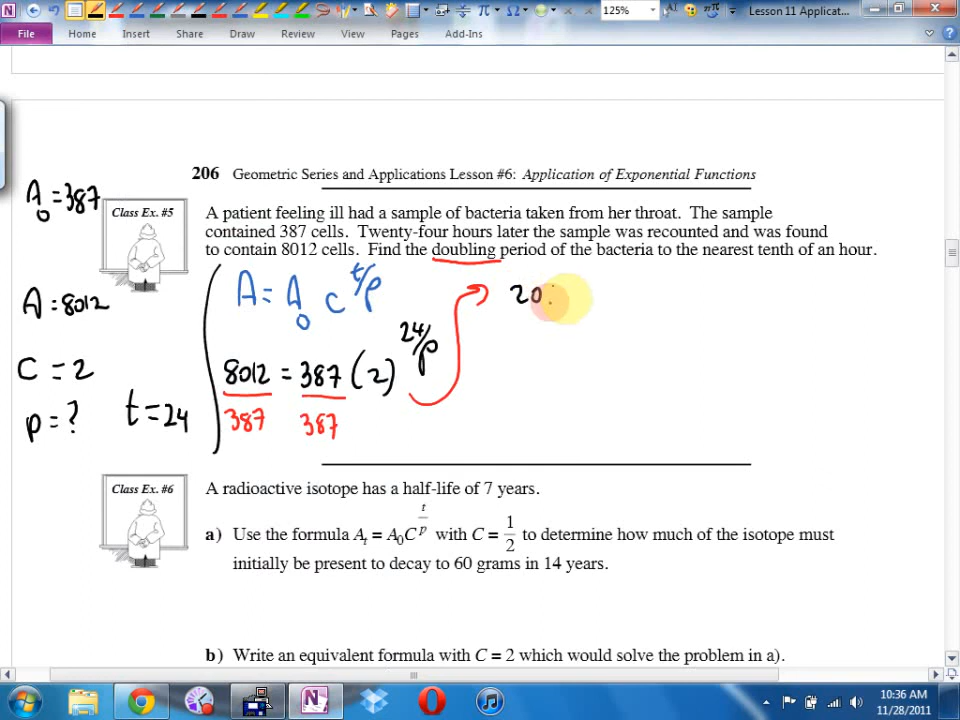 125%
Lesson 11 Applicat...
File Home Insert Share Draw Review View Pages Add-Ins
206 Geometric Series and Applications Lesson #6: Application of Exponential Functions
A₀ = 387
Class Ex. #5
A patient feeling ill had a sample of bacteria taken from her throat. The sample
contained 387 cells. Twenty-four hours later the sample was recounted and was found
to contain 8012 cells. Find the doubling period of the bacteria to the nearest tenth of an hour.
A = 8012
C = 2
p = ?
t = 24
A = A₀ C^(t/p)
8012 = 387 (2)^(24/p)
387 387
20.
Class Ex. #6
A radioactive isotope has a half-life of 7 years.
a) Use the formula Aₜ = A₀C^(t/p) with C = 1/2 to determine how much of the isotope must
initially be present to decay to 60 grams in 14 years.
b) Write an equivalent formula with C = 2 which would solve the problem in a).
10:36 AM
11/28/2011